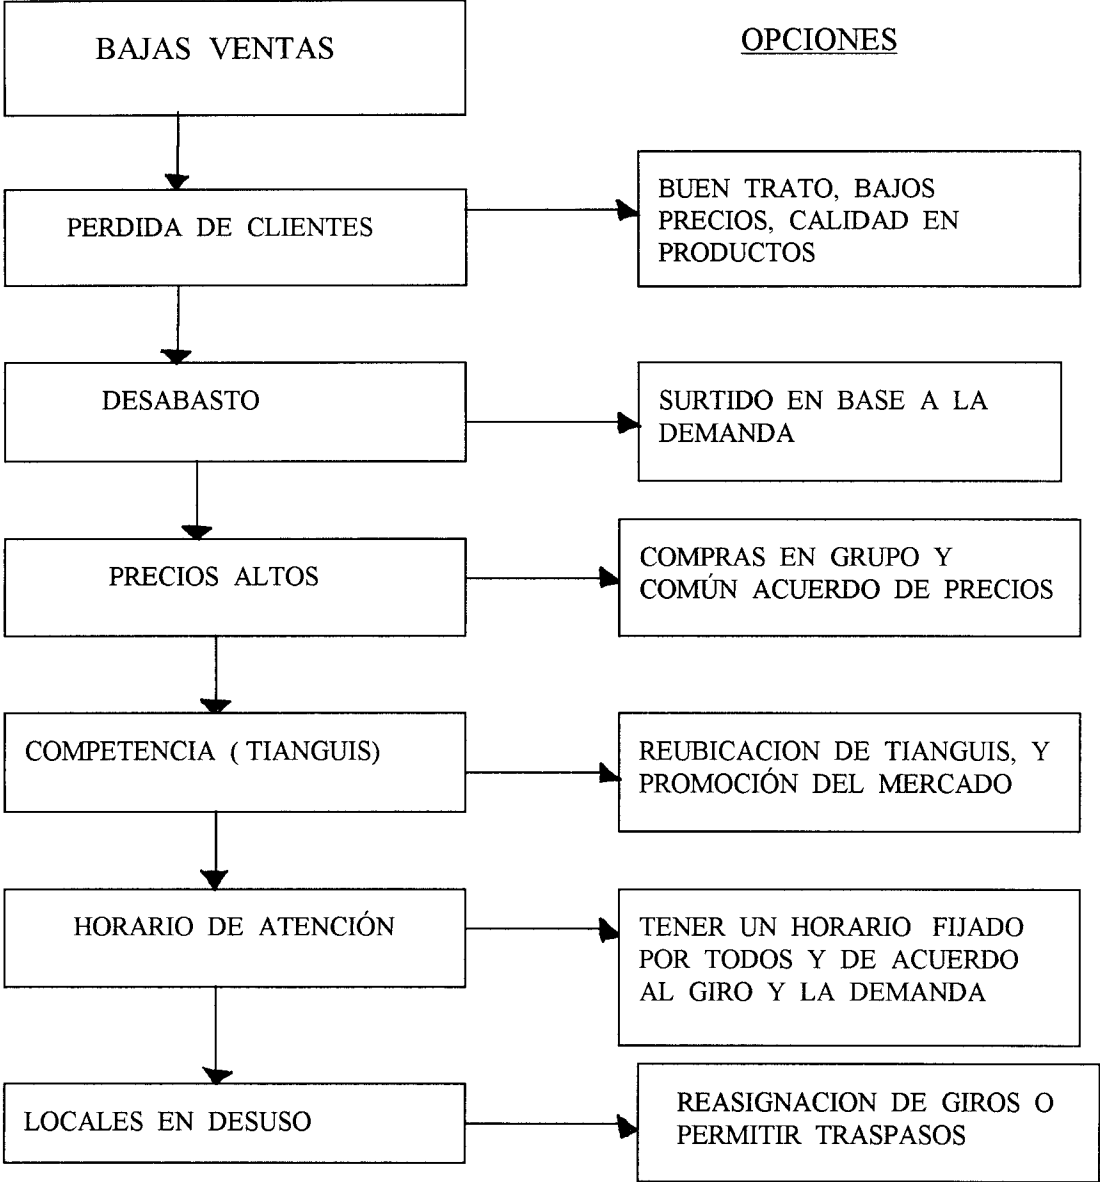 BAJAS VENTAS
OPCIONES
PERDIDA DE CLIENTES
BUEN TRATO, BAJOS
PRECIOS, CALIDAD EN
PRODUCTOS
DESABASTO
SURTIDO EN BASE A LA
DEMANDA
PRECIOS ALTOS
COMPRAS EN GRUPO Y
COMÚN ACUERDO DE PRECIOS
COMPETENCIA ( TIANGUIS)
REUBICACION DE TIANGUIS, Y
PROMOCIÓN DEL MERCADO
HORARIO DE ATENCIÓN
TENER UN HORARIO FIJADO
POR TODOS Y DE ACUERDO
AL GIRO Y LA DEMANDA
LOCALES EN DESUSO
REASIGNACION DE GIROS O
PERMITIR TRASPASOS